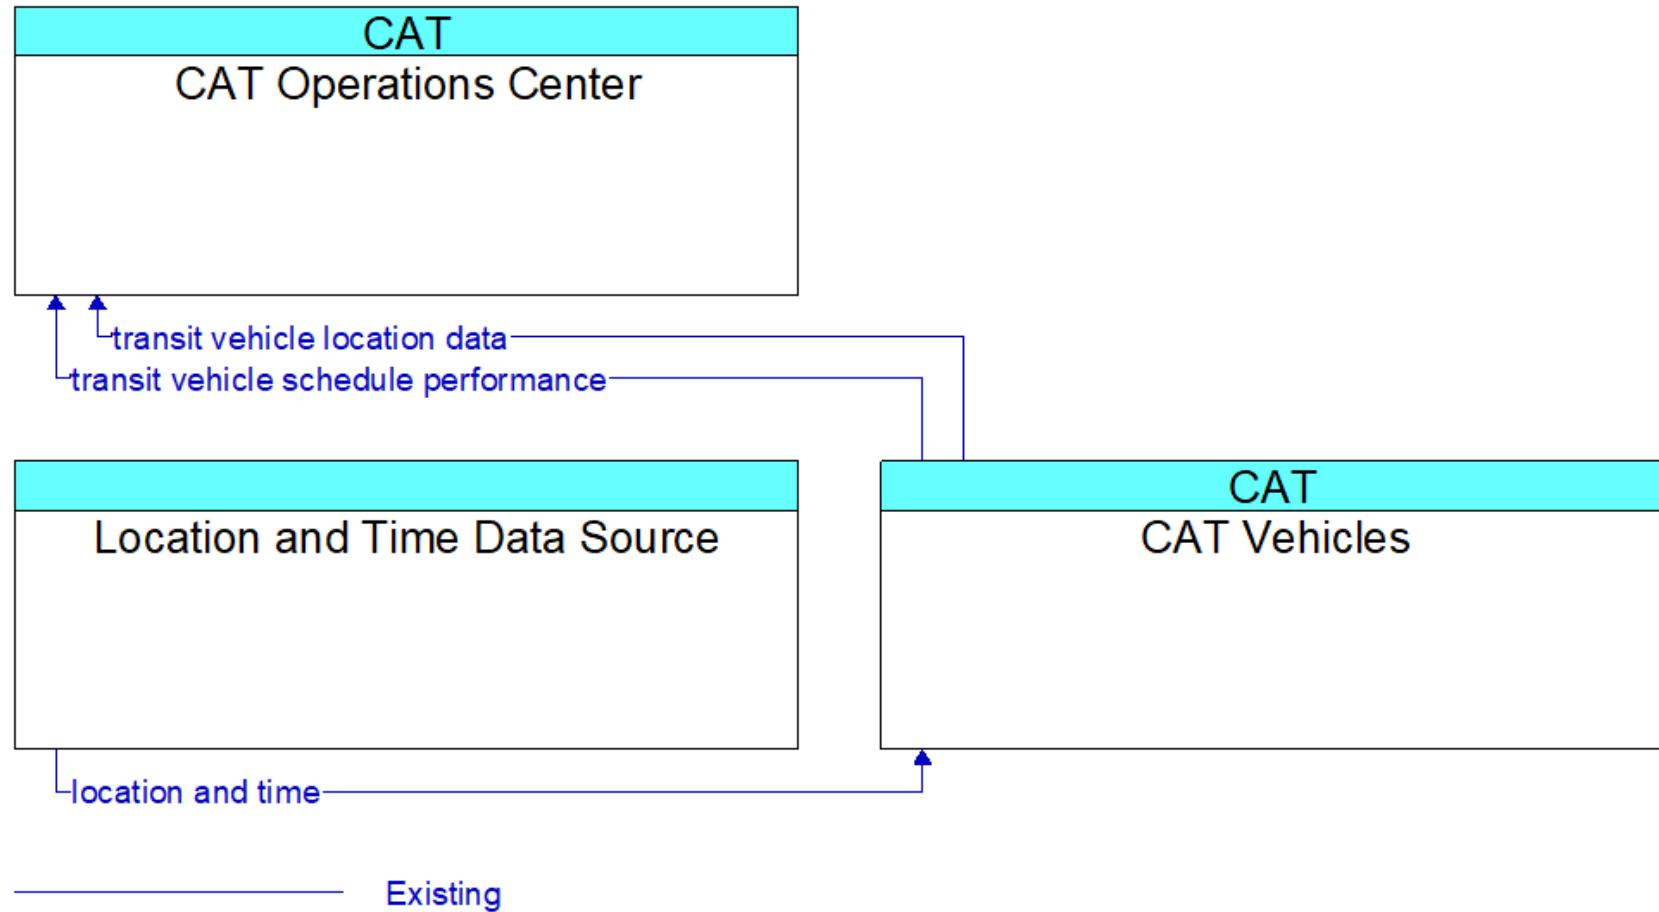 CAT
CAT Operations Center
transit vehicle location data
transit vehicle schedule performance
Location and Time Data Source
CAT
CAT Vehicles
location and time
Existing